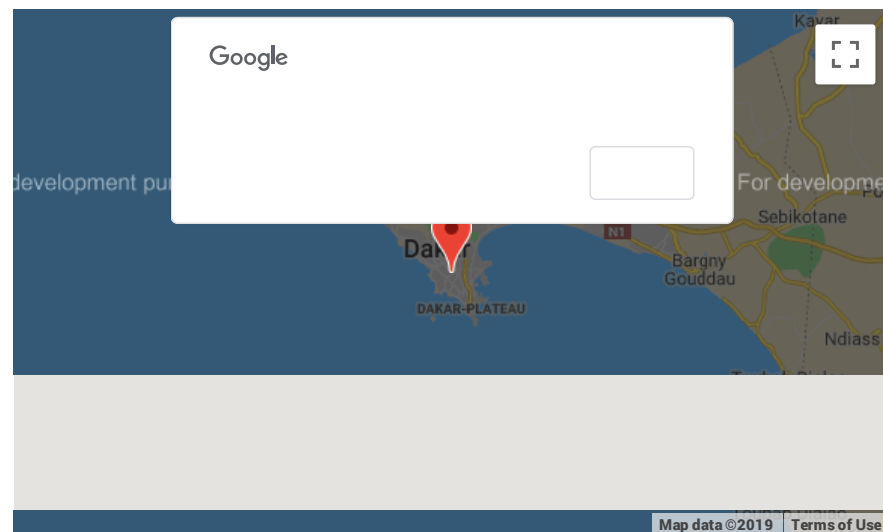 Kayar
Google
development pu
For developme
Sebikotane
N1
Dakar
Bargny
Gouddau
DAKAR-PLATEAU
Ndiass
Map data ©2019
Terms of Use